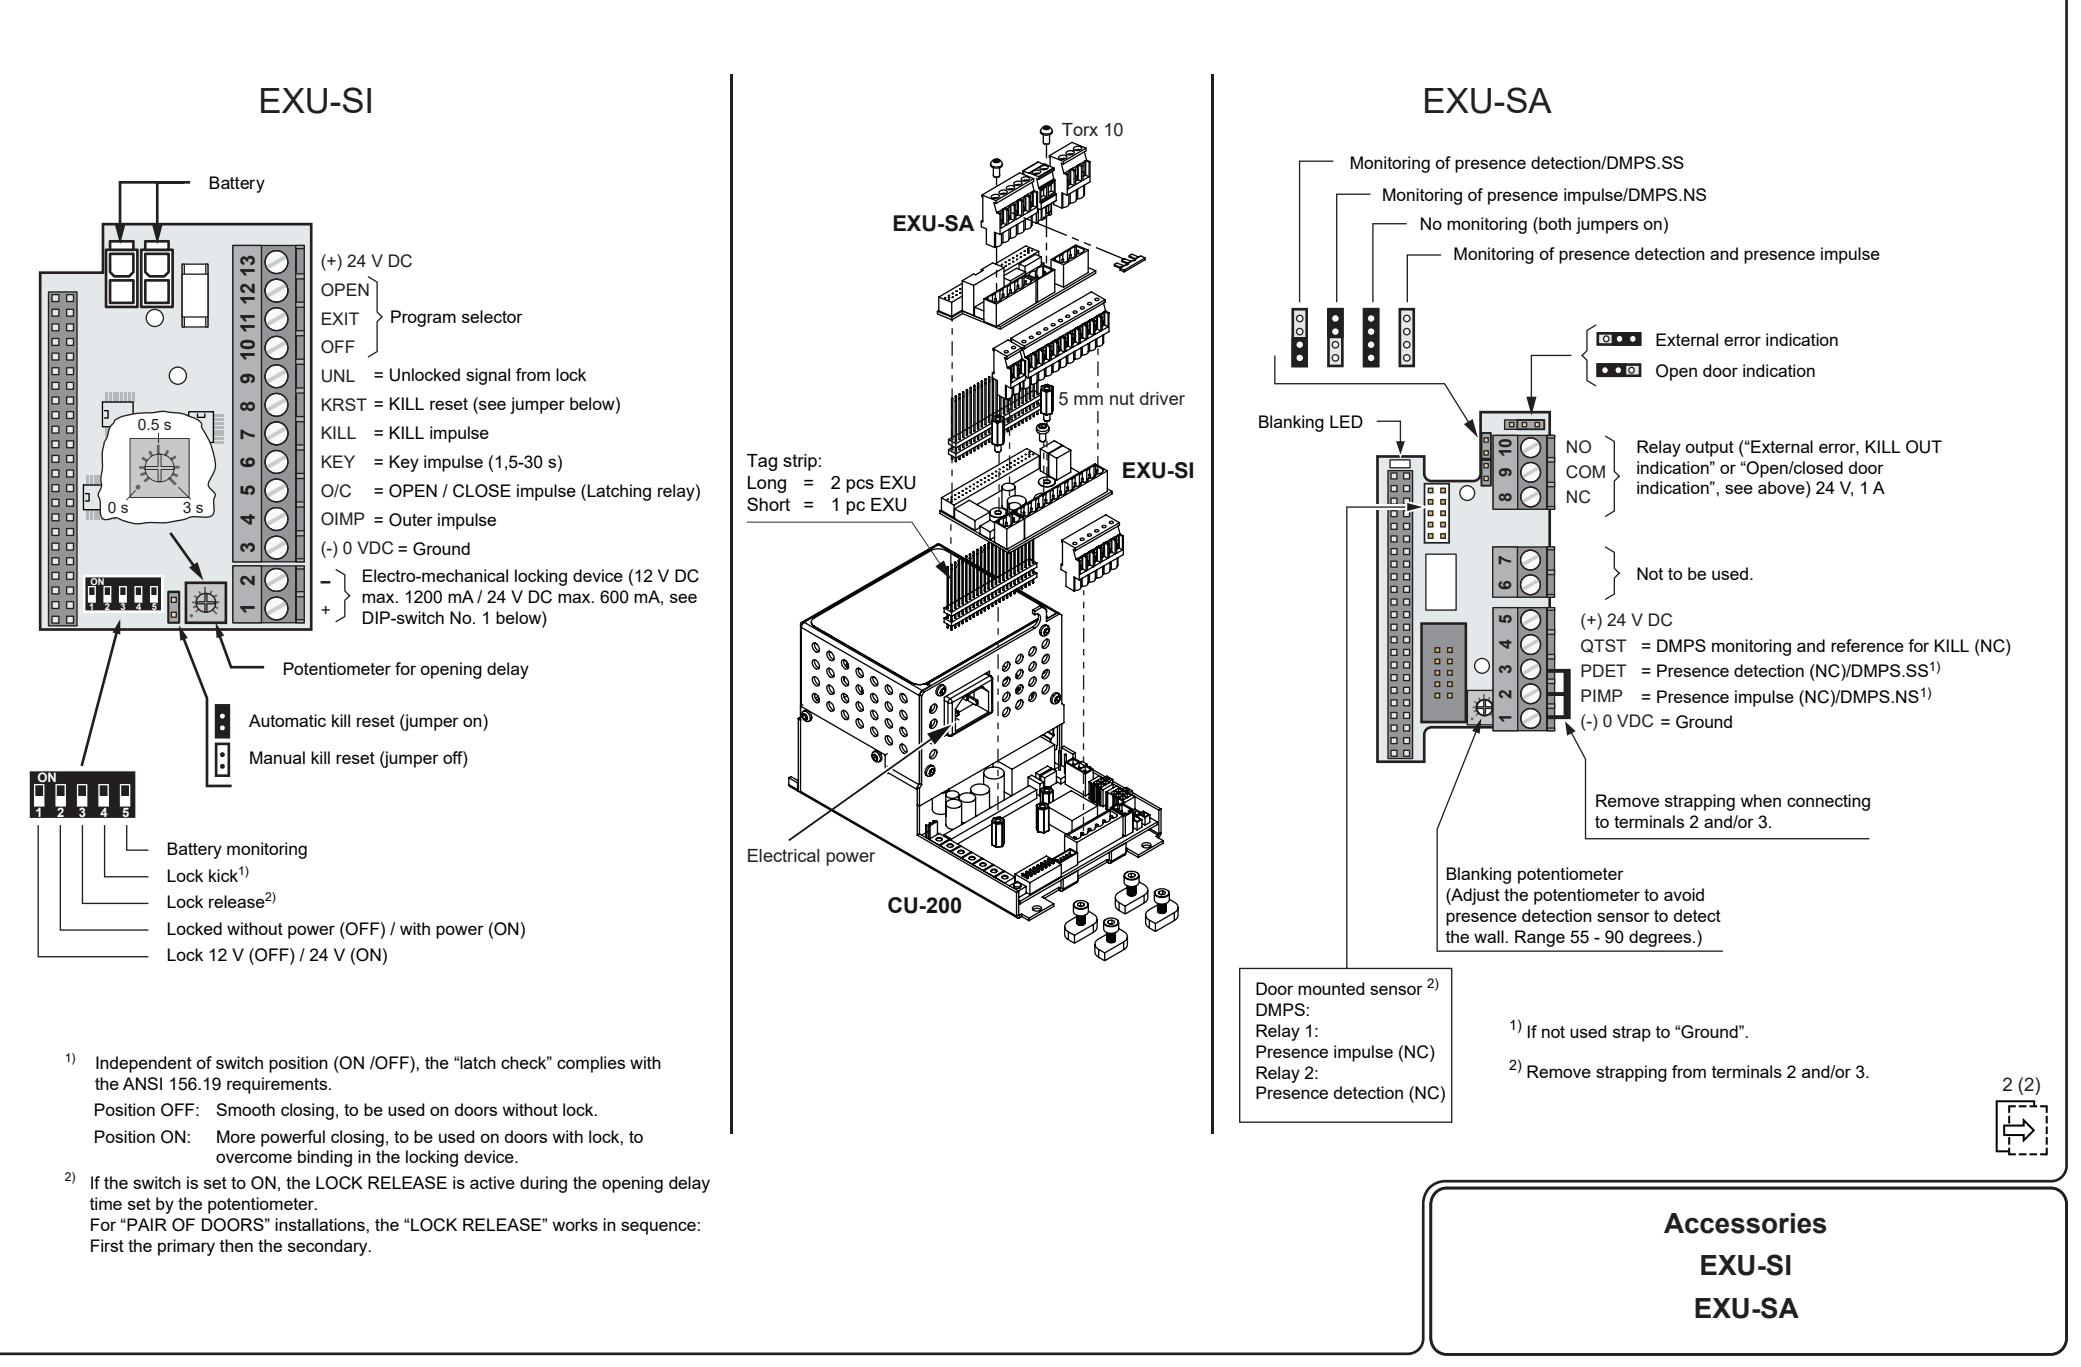 EXU-SI
Battery
13
12
11
10
9
8
7
6
5
4
3
2
1
(+) 24 V DC
OPEN
EXIT
OFF
Program selector
UNL = Unlocked signal from lock
KRST = KILL reset (see jumper below)
KILL = KILL impulse
KEY = Key impulse (1,5-30 s)
O/C = OPEN / CLOSE impulse (Latching relay)
OIMP = Outer impulse
(-) 0 VDC = Ground
–
+
Electro-mechanical locking device (12 V DC
max. 1200 mA / 24 V DC max. 600 mA, see
DIP-switch No. 1 below)
0.5 s
0 s
3 s
ON
1 2 3 4 5
Potentiometer for opening delay
Automatic kill reset (jumper on)
Manual kill reset (jumper off)
ON
1 2 3 4 5
Battery monitoring
Lock kick1)
Lock release2)
Locked without power (OFF) / with power (ON)
Lock 12 V (OFF) / 24 V (ON)
1) Independent of switch position (ON /OFF), the “latch check” complies with
the ANSI 156.19 requirements.
Position OFF: Smooth closing, to be used on doors without lock.
Position ON: More powerful closing, to be used on doors with lock, to
overcome binding in the locking device.
2) If the switch is set to ON, the LOCK RELEASE is active during the opening delay
time set by the potentiometer.
For “PAIR OF DOORS” installations, the “LOCK RELEASE” works in sequence:
First the primary then the secondary.
Torx 10
EXU-SA
5 mm nut driver
EXU-SI
Tag strip:
Long = 2 pcs EXU
Short = 1 pc EXU
Electrical power
CU-200
EXU-SA
Monitoring of presence detection/DMPS.SS
Monitoring of presence impulse/DMPS.NS
No monitoring (both jumpers on)
Monitoring of presence detection and presence impulse
External error indication
Open door indication
Blanking LED
10
9
8
7
6
5
4
3
2
1
NO
COM
NC
Relay output (“External error, KILL OUT
indication” or “Open/closed door
indication”, see above) 24 V, 1 A
Not to be used.
(+) 24 V DC
QTST = DMPS monitoring and reference for KILL (NC)
PDET = Presence detection (NC)/DMPS.SS1)
PIMP = Presence impulse (NC)/DMPS.NS1)
(-) 0 VDC = Ground
Remove strapping when connecting
to terminals 2 and/or 3.
Blanking potentiometer
(Adjust the potentiometer to avoid
presence detection sensor to detect
the wall. Range 55 - 90 degrees.)
Door mounted sensor 2)
DMPS:
Relay 1:
Presence impulse (NC)
Relay 2:
Presence detection (NC)
1) If not used strap to “Ground”.
2) Remove strapping from terminals 2 and/or 3.
2 (2)
Accessories
EXU-SI
EXU-SA